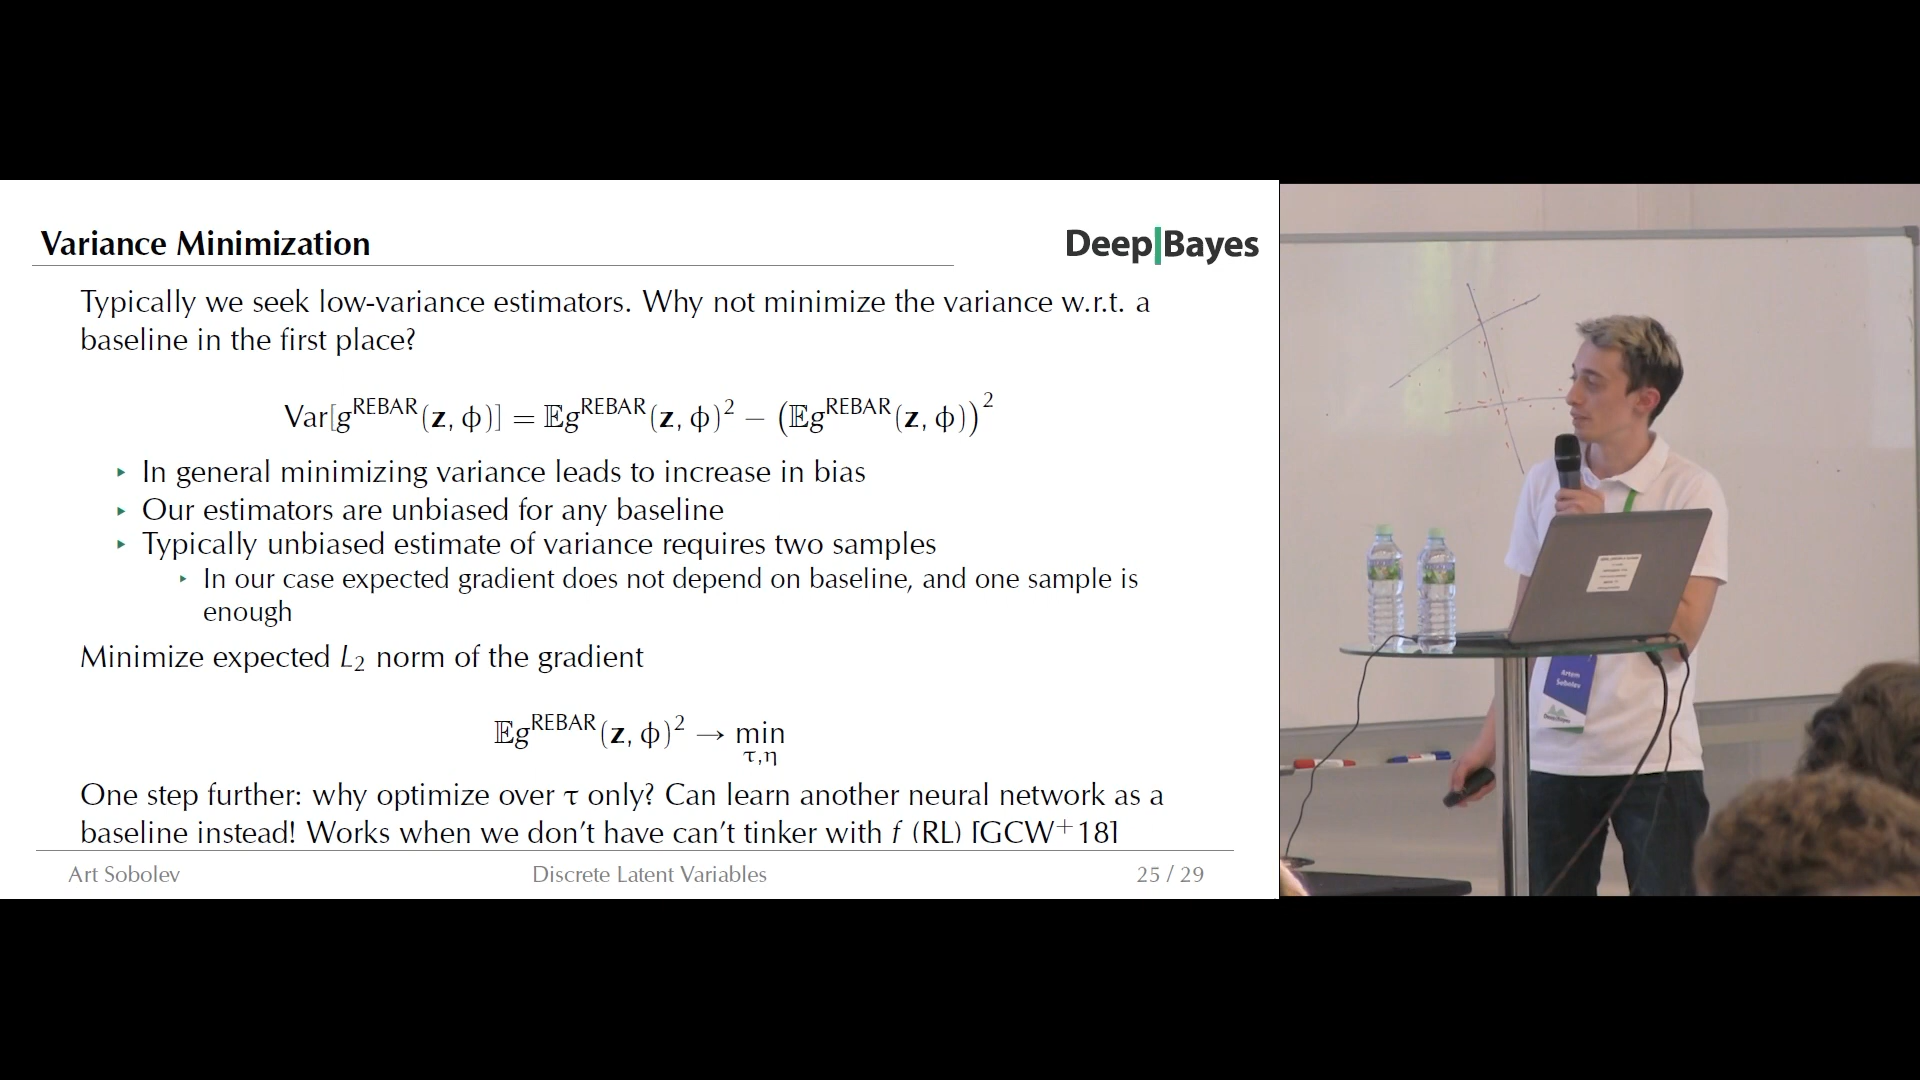 Variance Minimization
Deep|Bayes
Typically we seek low-variance estimators. Why not minimize the variance w.r.t. a
baseline in the first place?
Var[g^REBAR(z, φ)] = 𝔼g^REBAR(z, φ)² − (𝔼g^REBAR(z, φ))²
‣ In general minimizing variance leads to increase in bias
‣ Our estimators are unbiased for any baseline
‣ Typically unbiased estimate of variance requires two samples
‣ In our case expected gradient does not depend on baseline, and one sample is
enough
Minimize expected L₂ norm of the gradient
𝔼g^REBAR(z, φ)² → min
τ,η
One step further: why optimize over τ only? Can learn another neural network as a
baseline instead! Works when we don't have can't tinker with f (RL) [GCW⁺18]
Art Sobolev
Discrete Latent Variables
25 / 29
Artem
Sobolev
Deep|Bayes